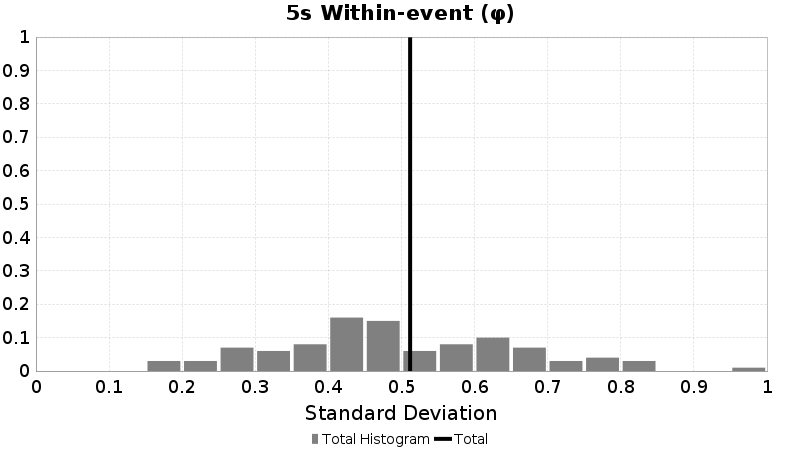 5s Within-event (φ)
1
0.9
0.8
0.7
0.6
0.5
0.4
0.3
0.2
0.1
0
0 0.1 0.2 0.3 0.4 0.5 0.6 0.7 0.8 0.9 1
Standard Deviation
Total Histogram Total